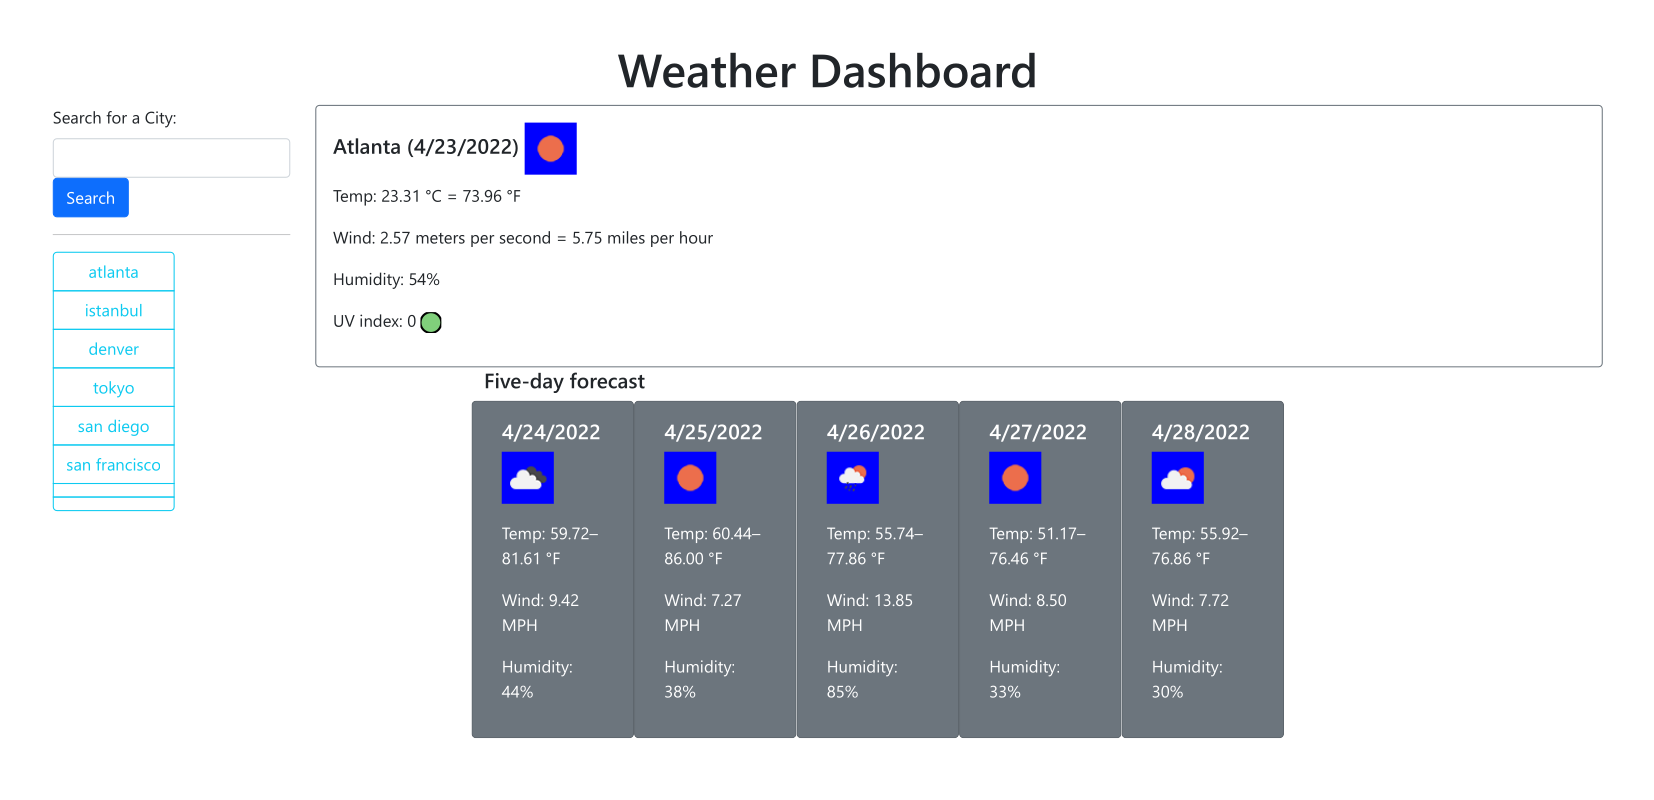 Weather Dashboard
Search for a City:
Search
atlanta
istanbul
denver
tokyo
san diego
san francisco
Atlanta (4/23/2022)
Temp: 23.31 °C = 73.96 °F
Wind: 2.57 meters per second = 5.75 miles per hour
Humidity: 54%
UV index: 0
Five-day forecast
4/24/2022
Temp: 59.72–
81.61 °F
Wind: 9.42
MPH
Humidity:
44%
4/25/2022
Temp: 60.44–
86.00 °F
Wind: 7.27
MPH
Humidity:
38%
4/26/2022
Temp: 55.74–
77.86 °F
Wind: 13.85
MPH
Humidity:
85%
4/27/2022
Temp: 51.17–
76.46 °F
Wind: 8.50
MPH
Humidity:
33%
4/28/2022
Temp: 55.92–
76.86 °F
Wind: 7.72
MPH
Humidity:
30%